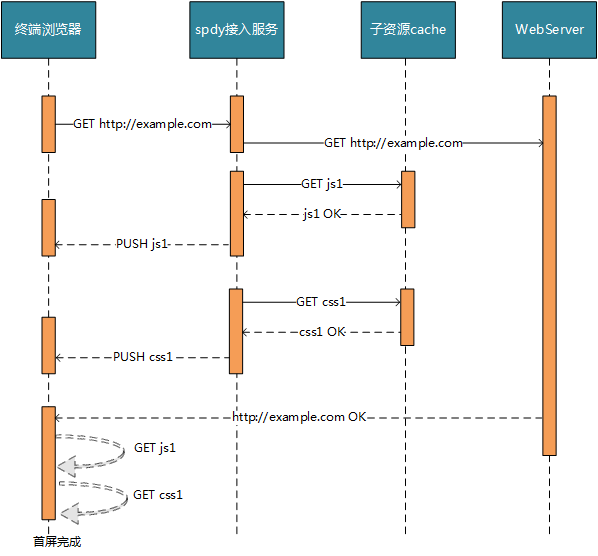 终端浏览器
spdy接入服务
子资源cache
WebServer
GET http://example.com
GET http://example.com
GET js1
js1 OK
PUSH js1
GET css1
css1 OK
PUSH css1
http://example.com OK
GET js1
GET css1
首屏完成